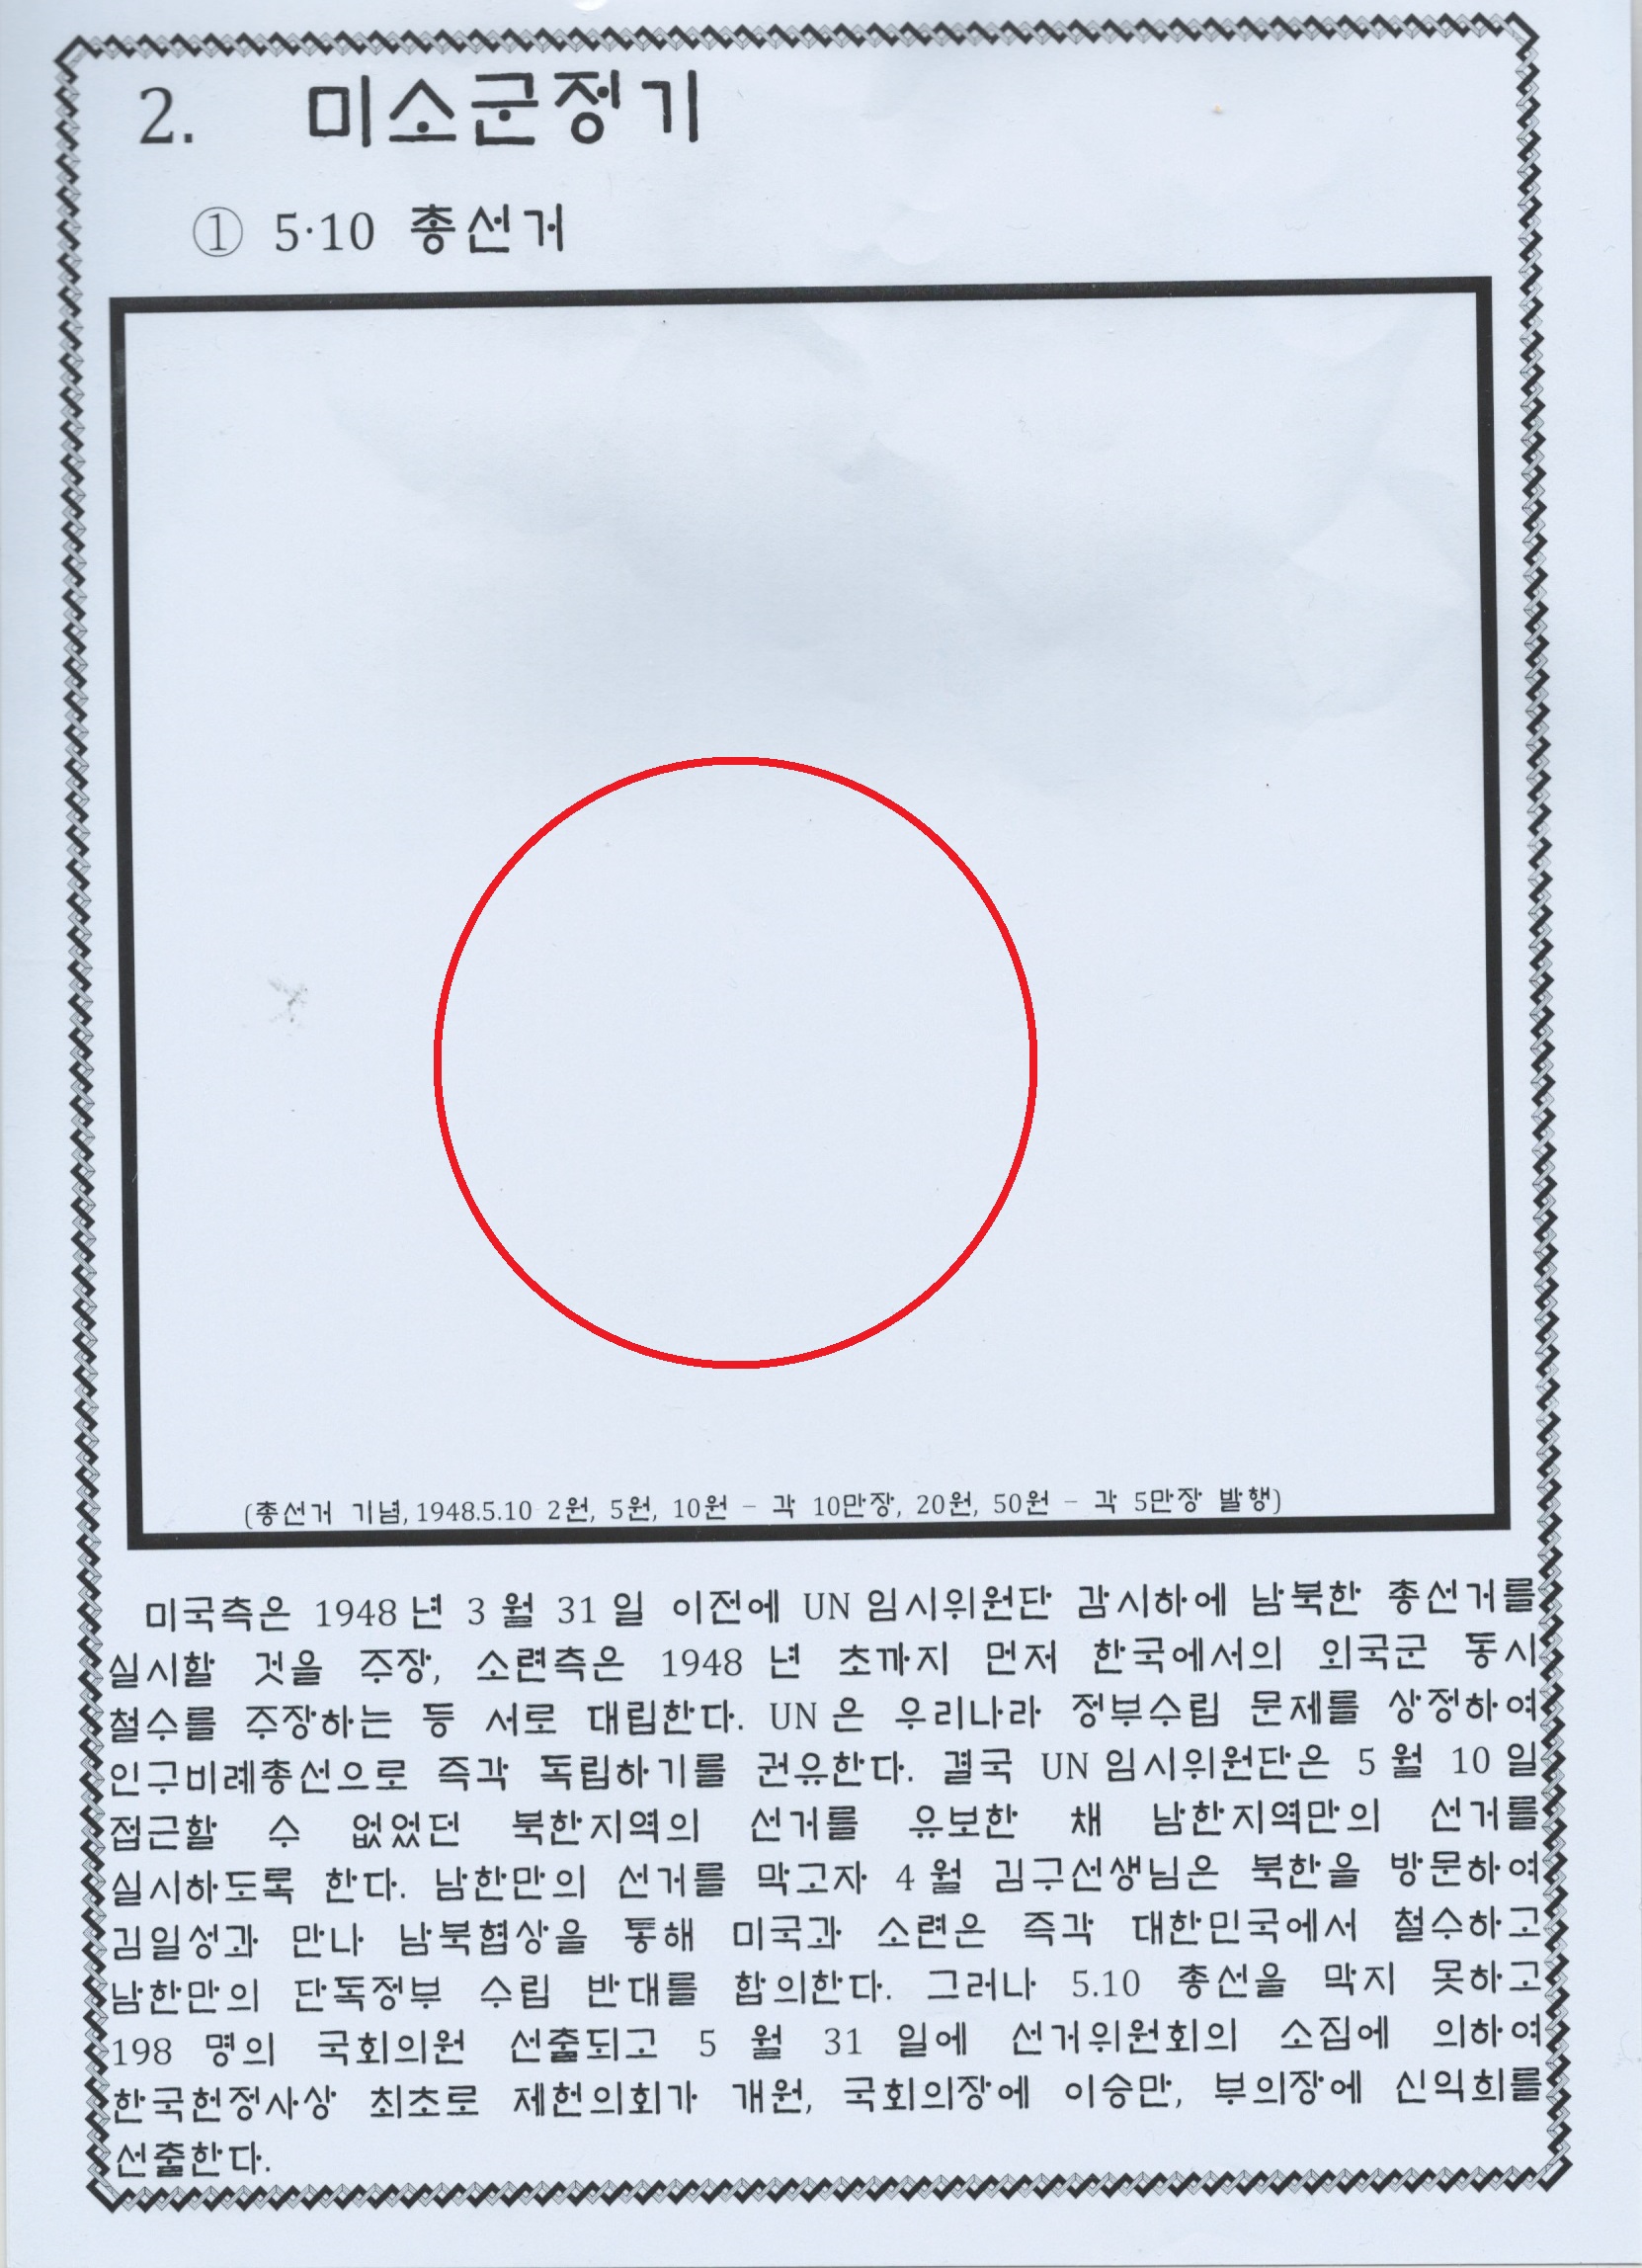 2. 미소군정기
① 5·10 총선거
(총선거 기념, 1948.5.10 2원, 5원, 10원 - 각 10만장, 20원, 50원 - 각 5만장 발행)
미국측은 1948년 3월 31일 이전에 UN임시위원단 감시하에 남북한 총선거를
실시할 것을 주장, 소련측은 1948년 초까지 먼저 한국에서의 외국군 동시
철수를 주장하는 등 서로 대립한다. UN은 우리나라 정부수립 문제를 상정하여
인구비례총선으로 즉각 독립하기를 권유한다. 결국 UN임시위원단은 5월 10일
접근할 수 없었던 북한지역의 선거를 유보한 채 남한지역만의 선거를
실시하도록 한다. 남한만의 선거를 막고자 4월 김구선생님은 북한을 방문하여
김일성과 만나 남북협상을 통해 미국과 소련은 즉각 대한민국에서 철수하고
남한만의 단독정부 수립 반대를 합의한다. 그러나 5.10 총선을 막지 못하고
198명의 국회의원 선출되고 5월 31일에 선거위원회의 소집에 의하여
한국헌정사상 최초로 제헌의회가 개원, 국회의장에 이승만, 부의장에 신익희를
선출한다.